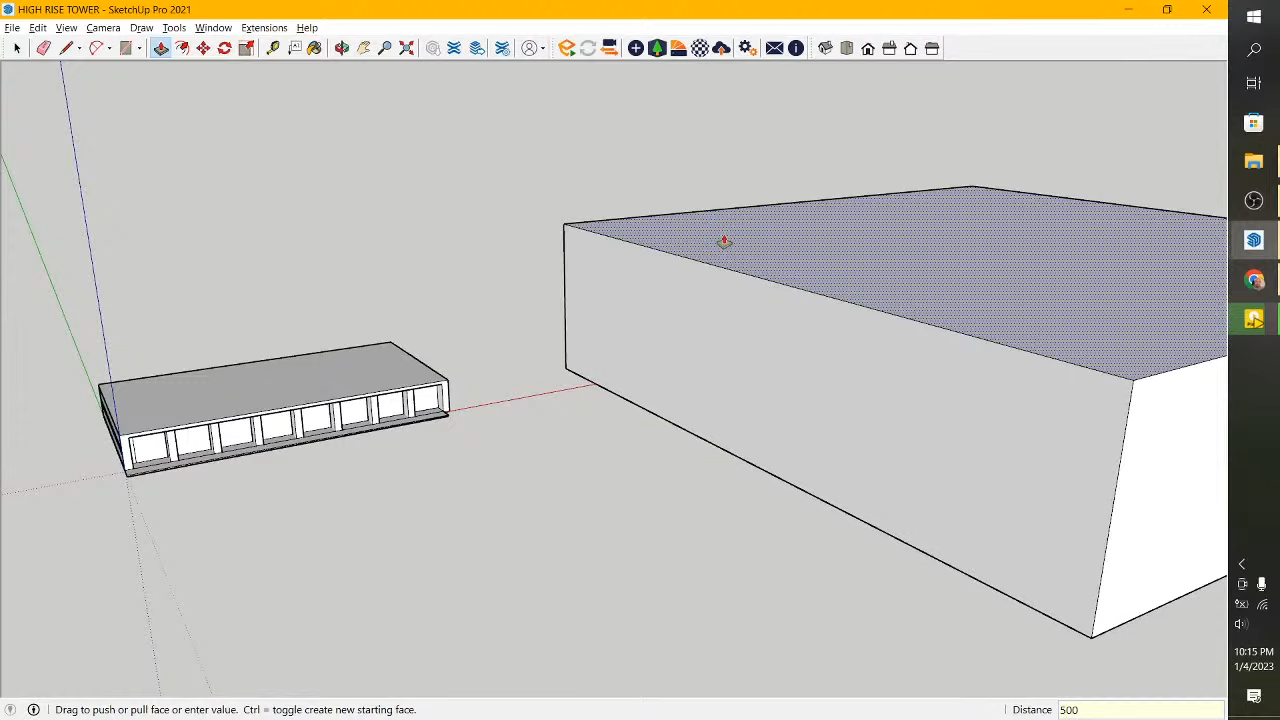 HIGH RISE TOWER - SketchUp Pro 2021
File Edit View Camera Draw Tools Window Extensions Help
Drag to push or pull face or enter value. Ctrl = toggle create new starting face.
Distance 500
10:15 PM
1/4/2023